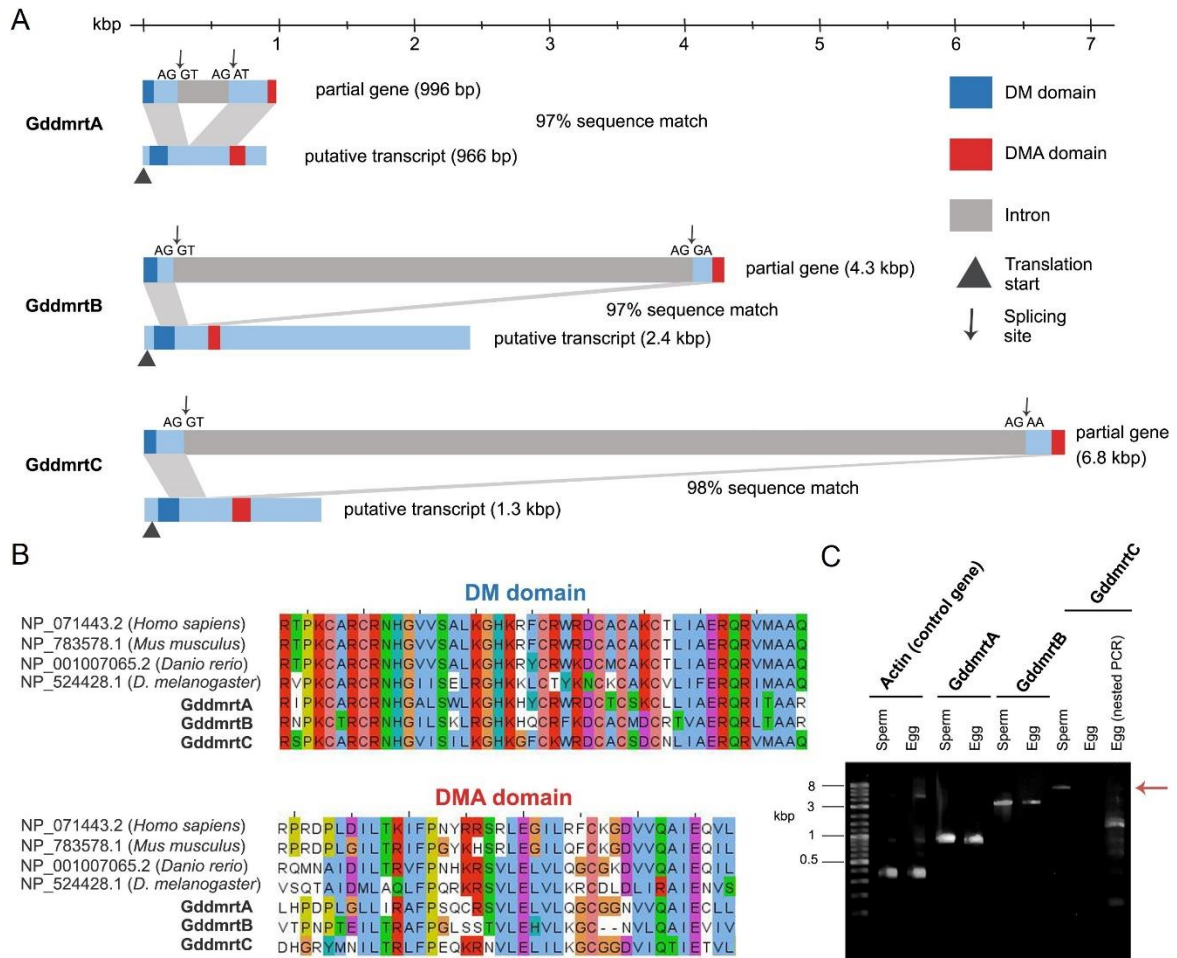 A
kbp
1 2 3 4 5 6 7
AG GT AG AT
partial gene (996 bp)
GddmrtA
97% sequence match
putative transcript (966 bp)
AG GT AG GA
partial gene (4.3 kbp)
GddmrtB
97% sequence match
putative transcript (2.4 kbp)
AG GT AG AA
partial gene
(6.8 kbp)
GddmrtC
98% sequence match
putative transcript (1.3 kbp)
DM domain
DMA domain
Intron
Translation
start
Splicing
site
B
DM domain
NP_071443.2 (Homo sapiens) RTPKCARCRNHGVVSALKGHKRFCRWRDCACAKCTLIAERQRVMAAQ
NP_783578.1 (Mus musculus) RTPKCARCRNHGVVSALKGHKRFCRWRDCACAKCTLIAERQRVMAAQ
NP_001007065.2 (Danio rerio) RTPKCARCRNHGVVSALKGHKRYCRWKDCMCAKCTLIAERQRVMAAQ
NP_524428.1 (D. melanogaster) RVPKCARCRNHGIISELRGHKKLCTYKNCKCAKCVLIFERQRIMAAQ
GddmrtA RIPKCARCRNHGALSWLKGHKHYCRWRDCTCSKCLLIAERQRITAAR
GddmrtB RNPKCTRCRNHGILSKLRGHKHQCRFKDCACMDCRTVAERQRLTAAR
GddmrtC RSPKCARCRNHGVISILKGHKGFCKWRDCACSDCNLIAERQRVMAAQ
DMA domain
NP_071443.2 (Homo sapiens) RPRDPLDILTKIFPNYRRSRLEGILRFCKGDVVQAIEQVL
NP_783578.1 (Mus musculus) RPRDPLDILTRIFPGYKHSRLEGILQFCKGDVVQAIEQIL
NP_001007065.2 (Danio rerio) RQMNAIDILTRVFPNHKRSVLELVLQGCGKDVVQAIEQIL
NP_524428.1 (D. melanogaster) VSQTAIDMLAQLFPQRKRSVLELVLKRCDLDLIRAIENVS
GddmrtA LHPDPLGLLIRAFPSQCRSVLELVLQGCGGNVVQAIECLL
GddmrtB VTPNPTEILTRAFPGLSSTVLEHVLKGC--NVLQAIEVIV
GddmrtC DHGRYMNILTRLFPEQKRNVLELILKGCGGDVIQTIETVL
C
Actin (control gene)
GddmrtA
GddmrtB
GddmrtC
Sperm
Egg
Sperm
Egg
Sperm
Egg
Sperm
Egg
Egg (nested PCR)
8
3
kbp
1
0.5